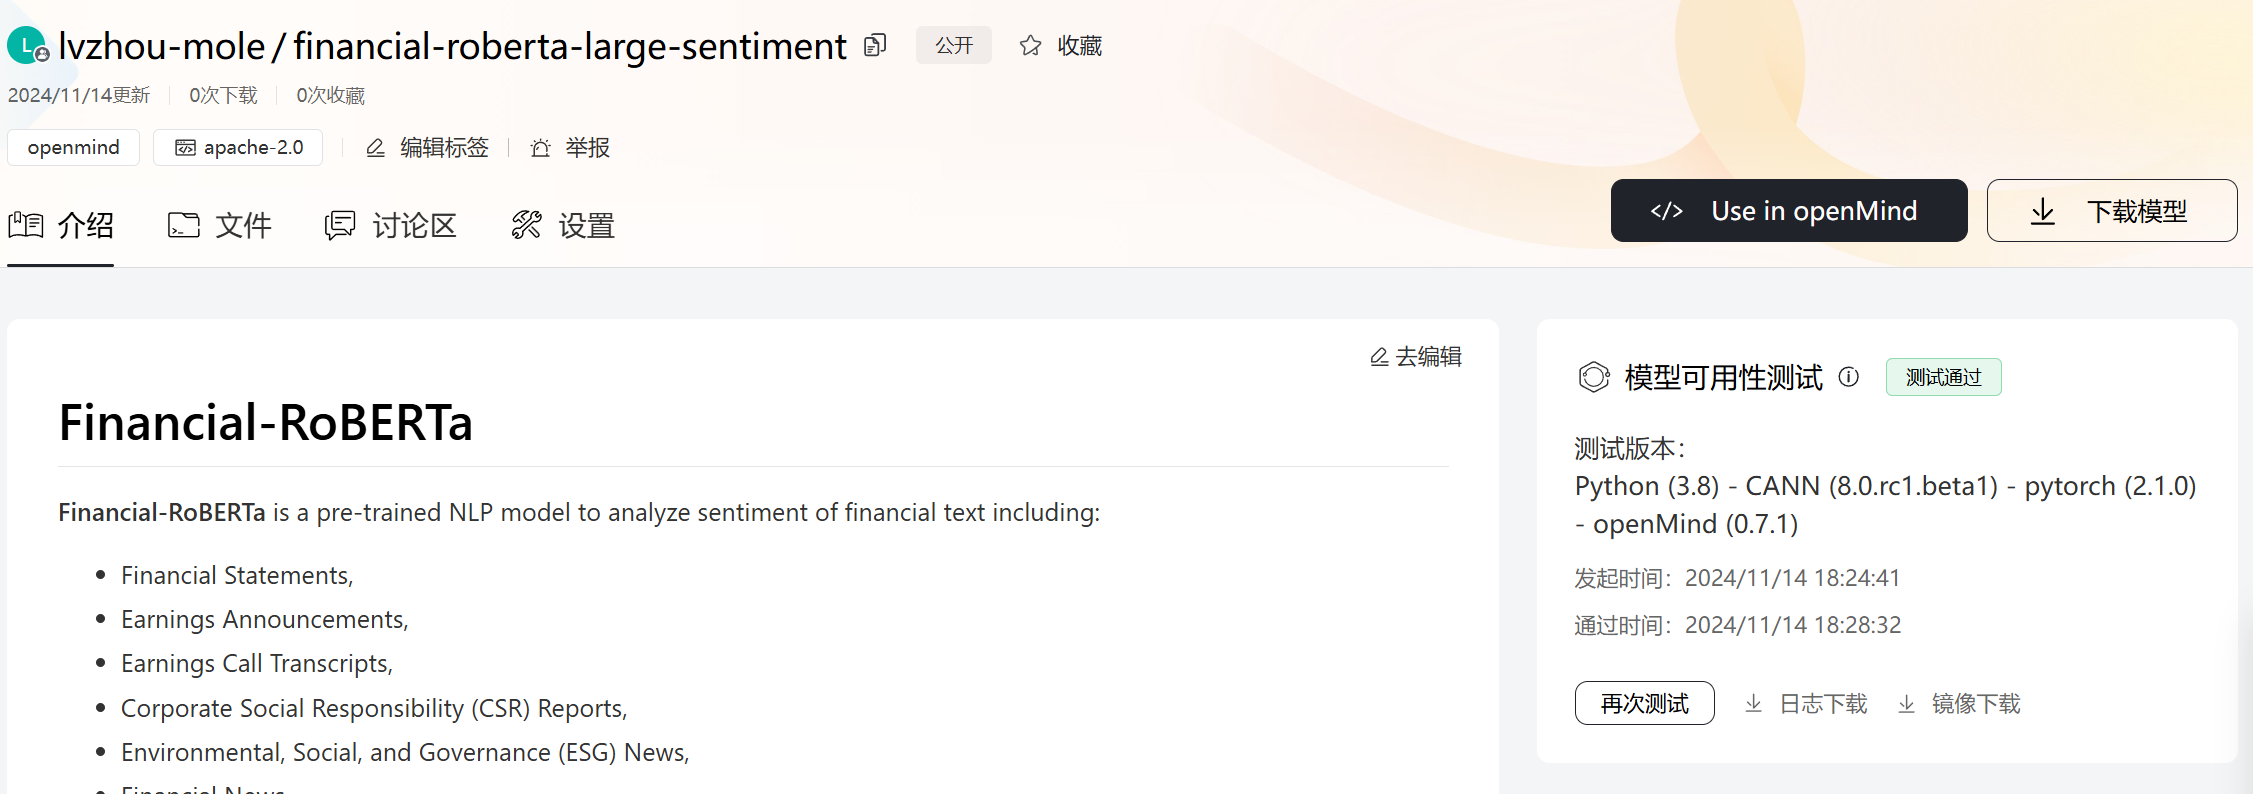 L lvzhou-mole / financial-roberta-large-sentiment 公开 收藏
2024/11/14更新 0次下载 0次收藏
openmind apache-2.0 编辑标签 举报
介绍 文件 讨论区 设置 Use in openMind 下载模型
去编辑
Financial-RoBERTa
Financial-RoBERTa is a pre-trained NLP model to analyze sentiment of financial text including:
Financial Statements,
Earnings Announcements,
Earnings Call Transcripts,
Corporate Social Responsibility (CSR) Reports,
Environmental, Social, and Governance (ESG) News,
Financial News
模型可用性测试 测试通过
测试版本：
Python (3.8) - CANN (8.0.rc1.beta1) - pytorch (2.1.0)
- openMind (0.7.1)
发起时间：2024/11/14 18:24:41
通过时间：2024/11/14 18:28:32
再次测试 日志下载 镜像下载